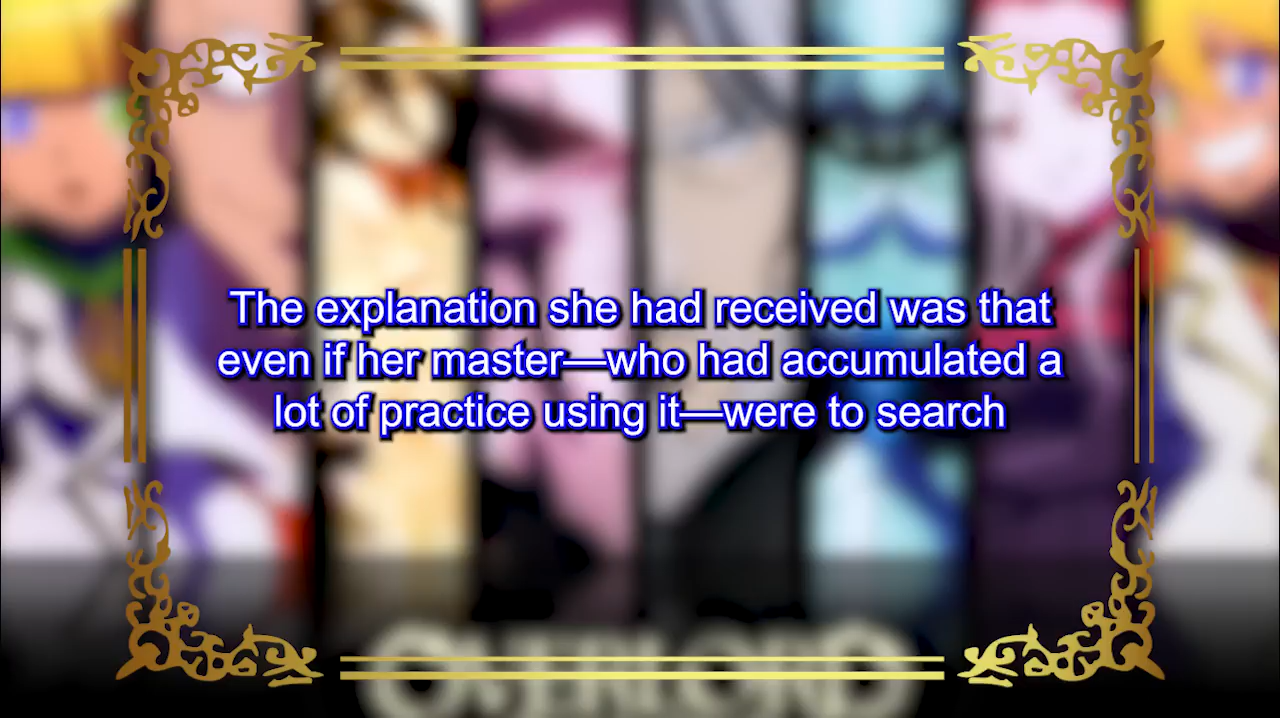 The explanation she had received was that
even if her master—who had accumulated a
lot of practice using it—were to search
OVERLORD